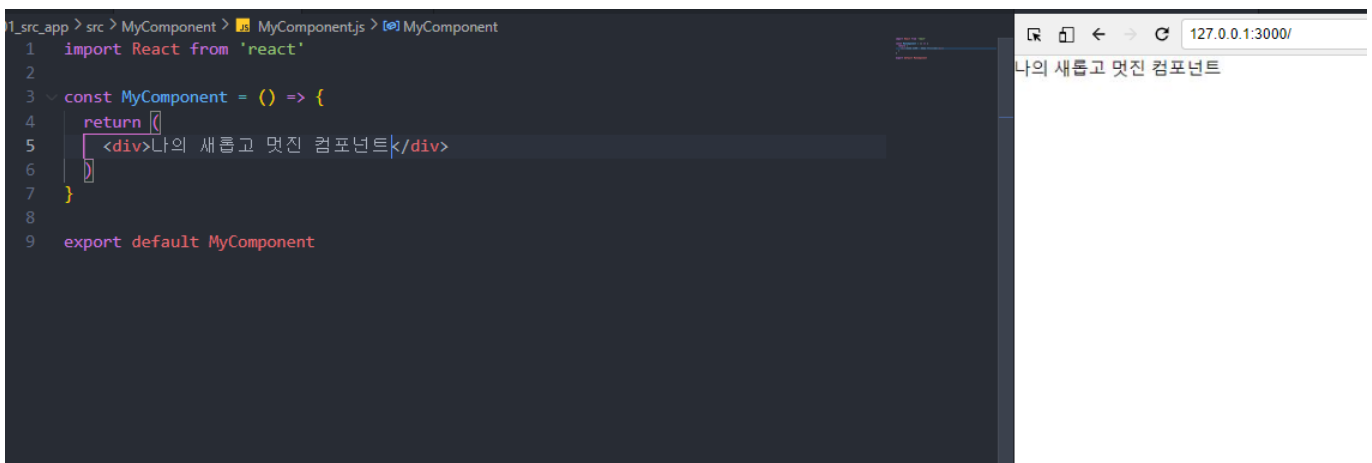 01_src_app > src > MyComponent > JS MyComponent.js > MyComponent
1 import React from 'react'
2
3 const MyComponent = () => {
4 return (
5 <div>나의 새롭고 멋진 컴포넌트</div>
6 )
7 }
8
9 export default MyComponent
127.0.0.1:3000/
나의 새롭고 멋진 컴포넌트